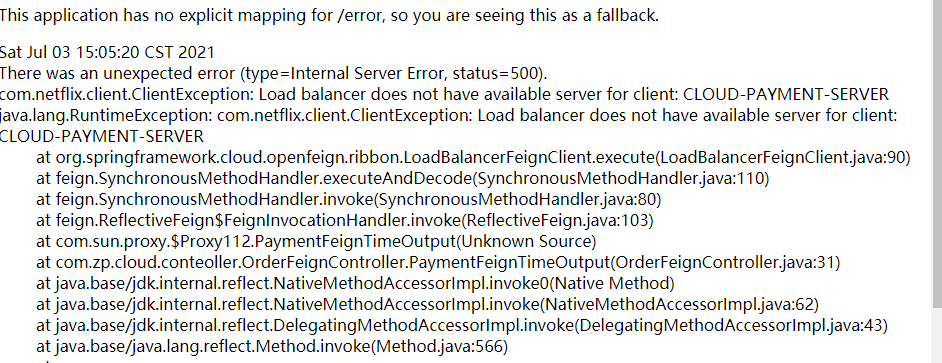 This application has no explicit mapping for /error, so you are seeing this as a fallback.
Sat Jul 03 15:05:20 CST 2021
There was an unexpected error (type=Internal Server Error, status=500).
com.netflix.client.ClientException: Load balancer does not have available server for client: CLOUD-PAYMENT-SERVER
java.lang.RuntimeException: com.netflix.client.ClientException: Load balancer does not have available server for client:
CLOUD-PAYMENT-SERVER
at org.springframework.cloud.openfeign.ribbon.LoadBalancerFeignClient.execute(LoadBalancerFeignClient.java:90)
at feign.SynchronousMethodHandler.executeAndDecode(SynchronousMethodHandler.java:110)
at feign.SynchronousMethodHandler.invoke(SynchronousMethodHandler.java:80)
at feign.ReflectiveFeign$FeignInvocationHandler.invoke(ReflectiveFeign.java:103)
at com.sun.proxy.$Proxy112.PaymentFeignTimeOutput(Unknown Source)
at com.zp.cloud.conteoller.OrderFeignController.PaymentFeignTimeOutput(OrderFeignController.java:31)
at java.base/jdk.internal.reflect.NativeMethodAccessorImpl.invoke0(Native Method)
at java.base/jdk.internal.reflect.NativeMethodAccessorImpl.invoke(NativeMethodAccessorImpl.java:62)
at java.base/jdk.internal.reflect.DelegatingMethodAccessorImpl.invoke(DelegatingMethodAccessorImpl.java:43)
at java.base/java.lang.reflect.Method.invoke(Method.java:566)